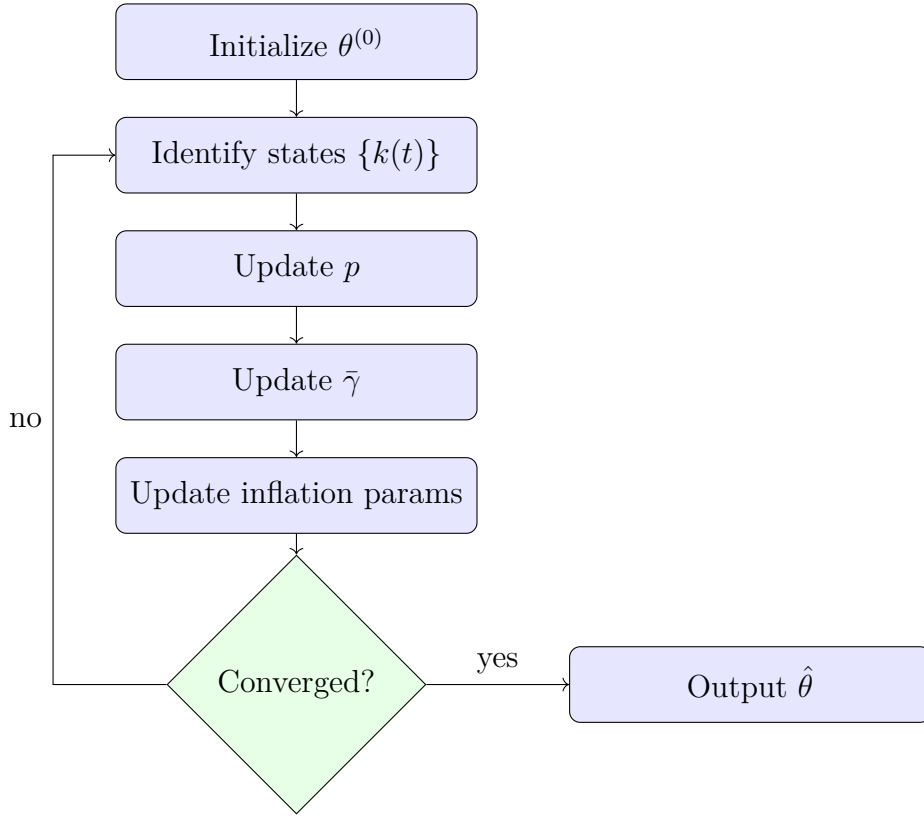 Initialize θ^(0)
Identify states {k(t)}
Update p
Update γ̄
no
Update inflation params
Converged?
yes
Output θ̂